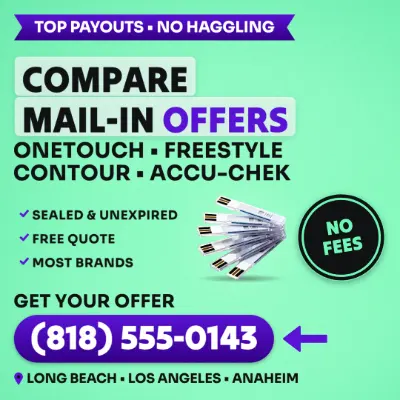 TOP PAYOUTS • NO HAGGLING
COMPARE
MAIL-IN OFFERS
ONETOUCH • FREESTYLE
CONTOUR • ACCU-CHEK
SEALED & UNEXPIRED
FREE QUOTE
MOST BRANDS
NO
FEES
GET YOUR OFFER
(818) 555-0143
LONG BEACH • LOS ANGELES • ANAHEIM